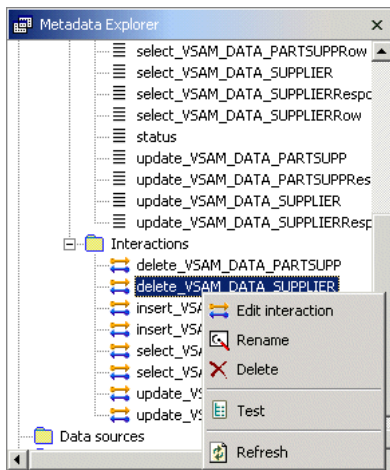 Metadata Explorer
select_VSAM_DATA_PARTSUPPRow
select_VSAM_DATA_SUPPLIER
select_VSAM_DATA_SUPPLIERRespo
select_VSAM_DATA_SUPPLIERRow
status
update_VSAM_DATA_PARTSUPP
update_VSAM_DATA_PARTSUPPRes
update_VSAM_DATA_SUPPLIER
update_VSAM_DATA_SUPPLIERResp
Interactions
delete_VSAM_DATA_PARTSUPP
delete_VSAM_DATA_SUPPLIER
insert_VSA
Edit interaction
insert_VSA
Rename
select_VSA
Delete
select_VSA
update_VS
Test
update_VS
Data sources
Refresh